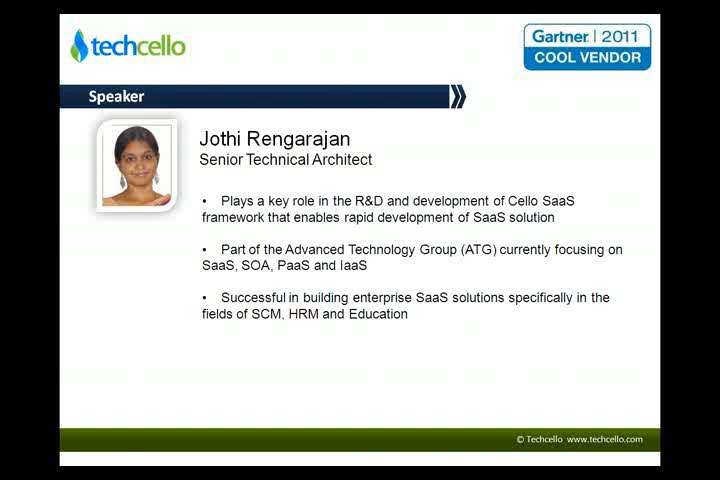 techcello
Gartner | 2011
COOL VENDOR
Speaker
Jothi Rengarajan
Senior Technical Architect
• Plays a key role in the R&D and development of Cello SaaS
framework that enables rapid development of SaaS solution
• Part of the Advanced Technology Group (ATG) currently focusing on
SaaS, SOA, PaaS and IaaS
• Successful in building enterprise SaaS solutions specifically in the
fields of SCM, HRM and Education
© Techcello www.techcello.com